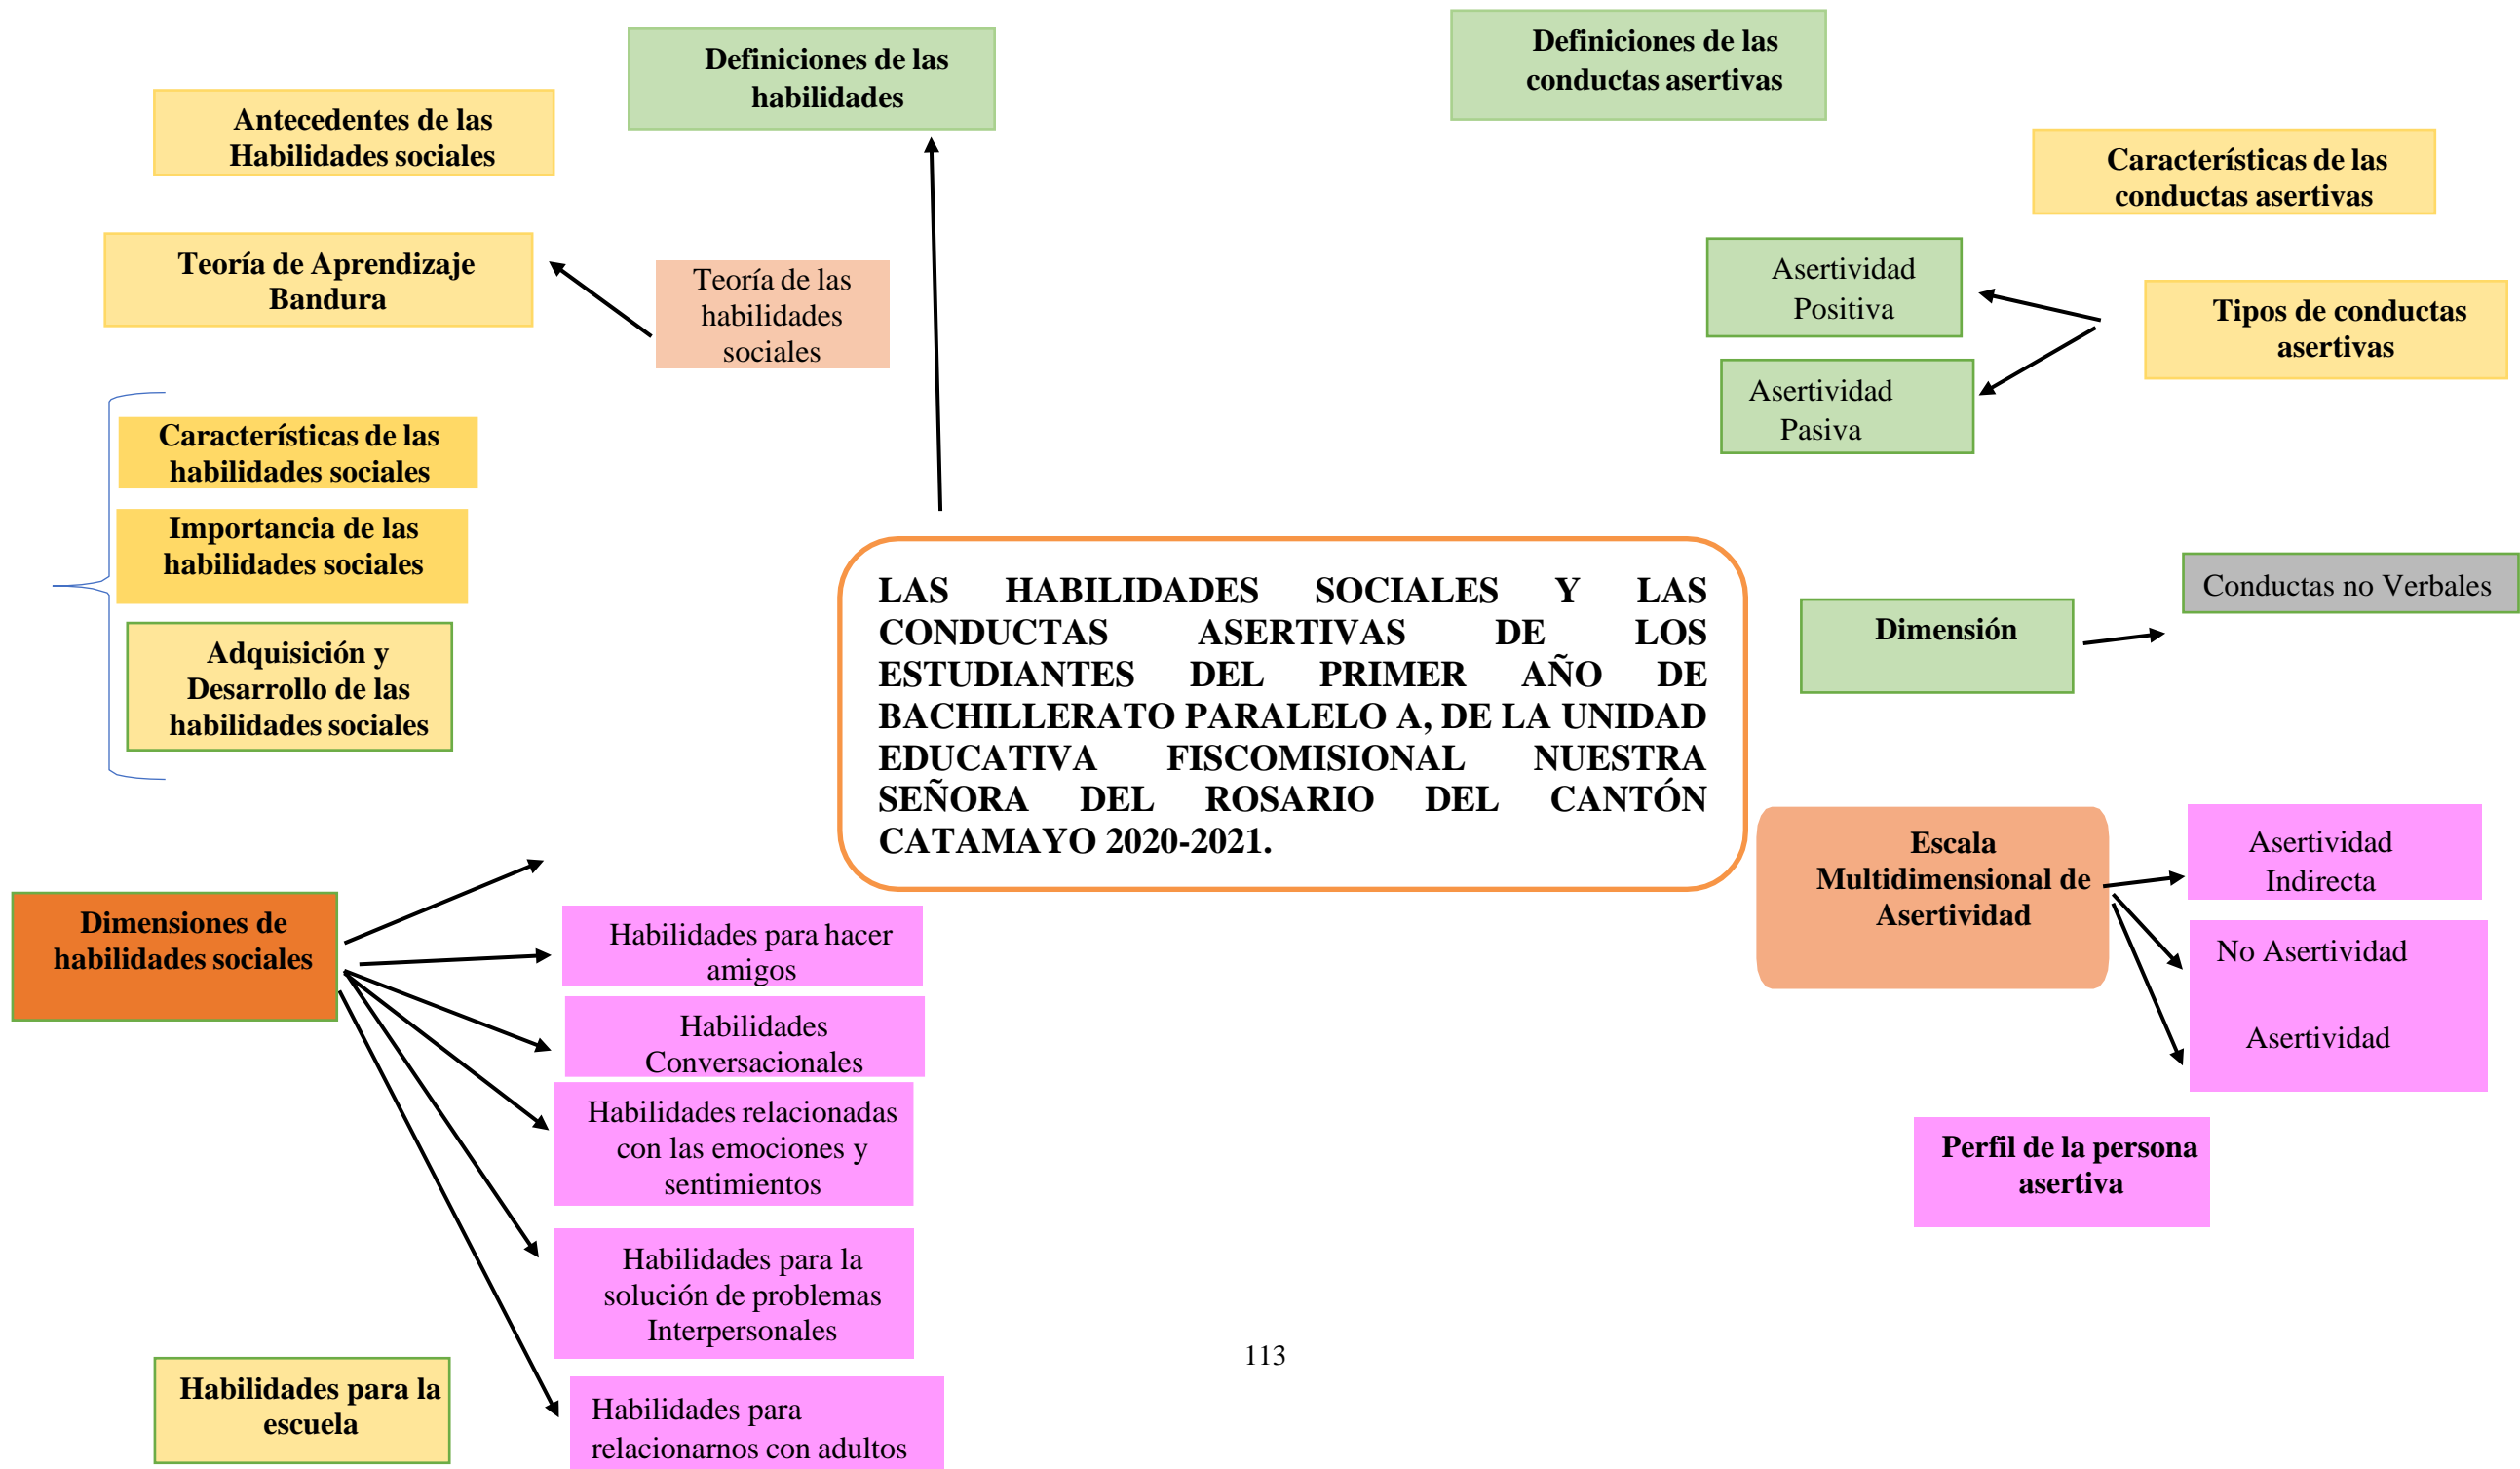 Definiciones de las
habilidades
Definiciones de las
conductas asertivas
Antecedentes de las
Habilidades sociales
Características de las
conductas asertivas
Teoría de Aprendizaje
Bandura
Teoría de las
habilidades
sociales
Asertividad
Positiva
Tipos de conductas
asertivas
Asertividad
Pasiva
Características de las
habilidades sociales
Importancia de las
habilidades sociales
Adquisición y
Desarrollo de las
habilidades sociales
LAS HABILIDADES SOCIALES Y LAS
CONDUCTAS ASERTIVAS DE LOS
ESTUDIANTES DEL PRIMER AÑO DE
BACHILLERATO PARALELO A, DE LA UNIDAD
EDUCATIVA FISCOMISIONAL NUESTRA
SEÑORA DEL ROSARIO DEL CANTÓN
CATAMAYO 2020-2021.
Dimensión
Conductas no Verbales
Escala
Multidimensional de
Asertividad
Asertividad
Indirecta
No Asertividad
Asertividad
Perfil de la persona
asertiva
Dimensiones de
habilidades sociales
Habilidades para hacer
amigos
Habilidades
Conversacionales
Habilidades relacionadas
con las emociones y
sentimientos
Habilidades para la
solución de problemas
Interpersonales
Habilidades para
relacionarnos con adultos
Habilidades para la
escuela
113